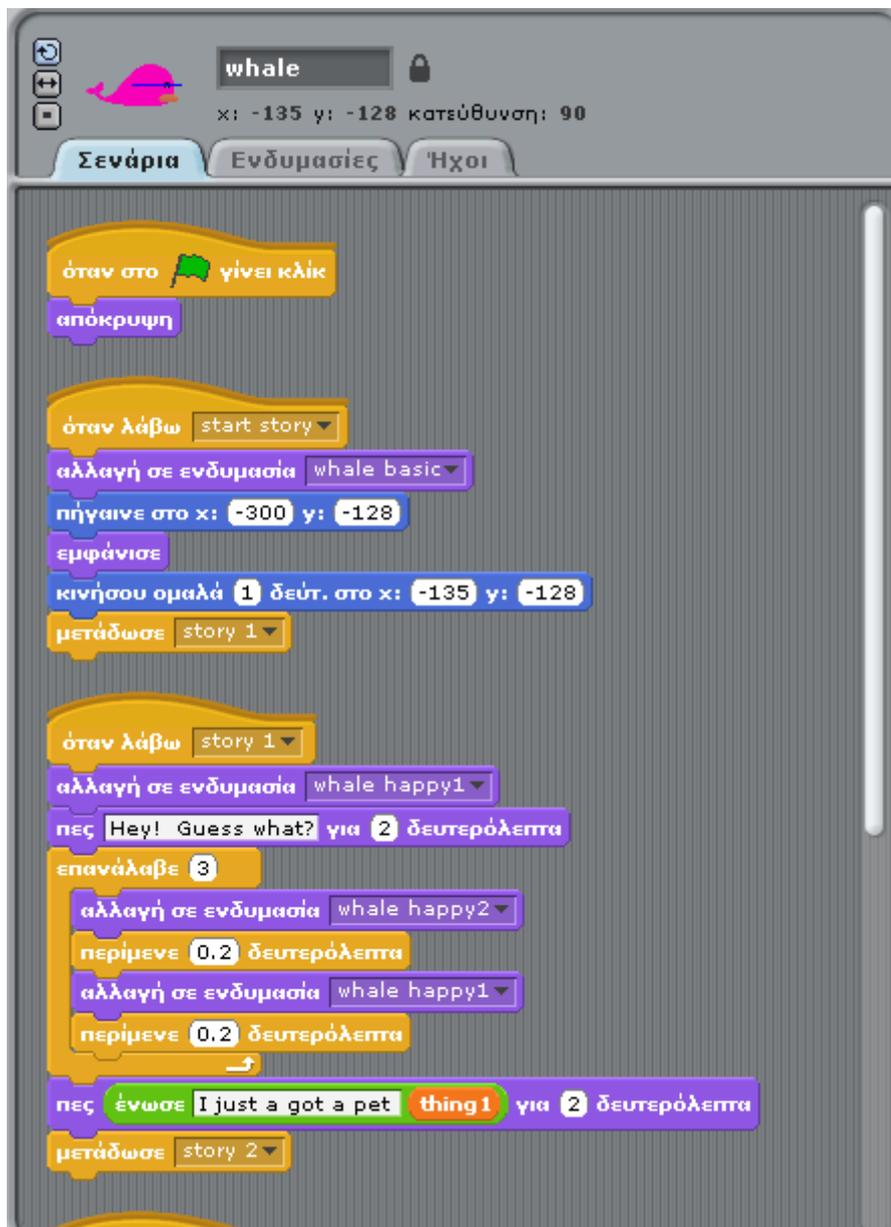 whale
x: -135 y: -128 κατεύθυνση: 90
Σενάρια Ενδυμασίες Ήχοι
όταν στο γίνει κλίκ
απόκρυψη
όταν λάβω start story
αλλαγή σε ενδυμασία whale basic
πήγαινε στο x: -300 y: -128
εμφάνισε
κινήσου ομαλά 1 δεύτ. στο x: -135 y: -128
μετάδωσε story 1
όταν λάβω story 1
αλλαγή σε ενδυμασία whale happy1
πες Hey! Guess what? για 2 δευτερόλεπτα
επανάλαβε 3
αλλαγή σε ενδυμασία whale happy2
περίμενε 0.2 δευτερόλεπτα
αλλαγή σε ενδυμασία whale happy1
περίμενε 0.2 δευτερόλεπτα
πες ένωσε I just a got a pet thing1 για 2 δευτερόλεπτα
μετάδωσε story 2